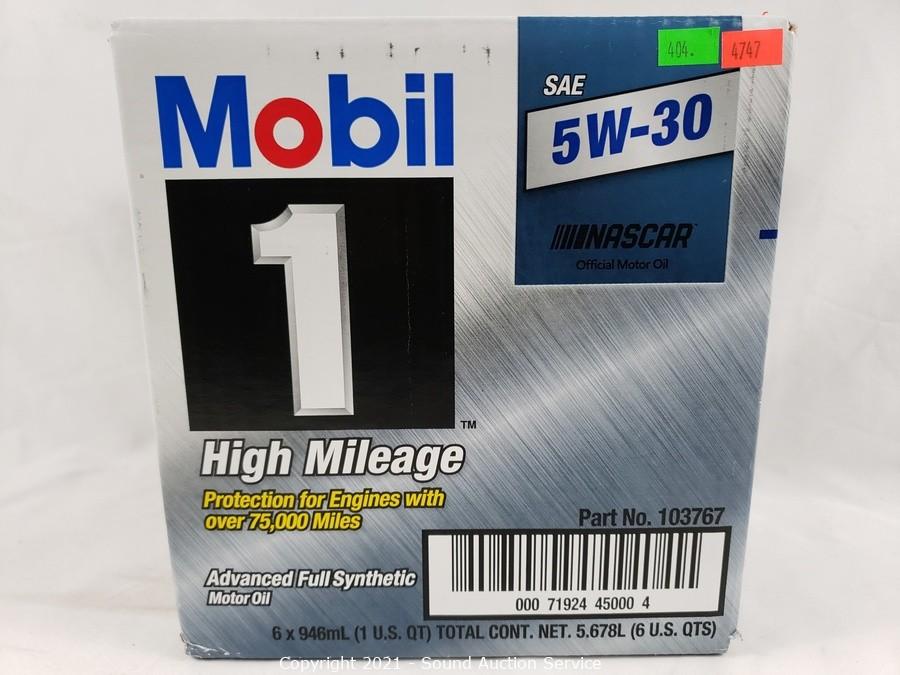 404.
4747
Mobil
1
TM
SAE
5W-30
NASCAR
Official Motor Oil
High Mileage
Protection for Engines with
over 75,000 Miles
Part No. 103767
Advanced Full Synthetic
Motor Oil
000 71924 45000 4
6 x 946mL (1 U.S. QT) TOTAL CONT. NET. 5.678L (6 U.S. QTS)
Copyright 2021 - Sound Auction Service